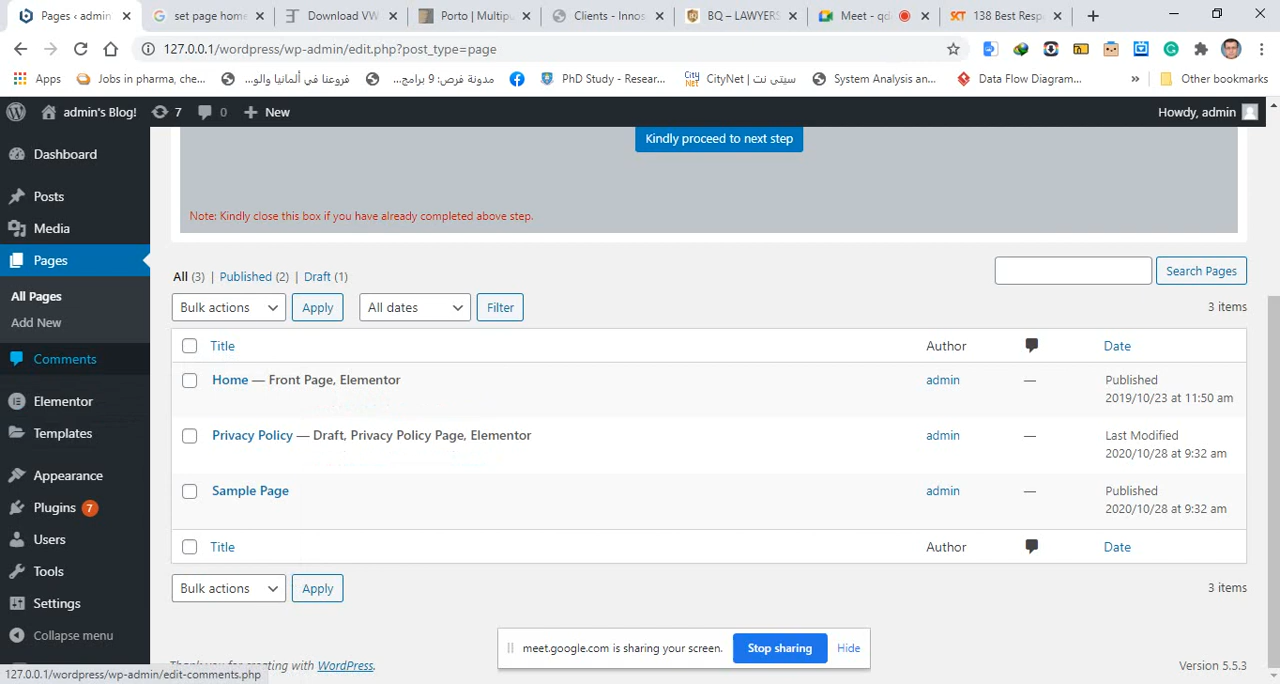 Pages ‹ admin
set page home
Download VW
Porto | Multipu
Clients - Innos
BQ – LAWYERS
Meet - qd
138 Best Resp
127.0.0.1/wordpress/wp-admin/edit.php?post_type=page
Apps
Jobs in pharma, che...
فروعنا في ألمانيا والو...
مدونة فرص: 9 برامج...
PhD Study - Resear...
سيتي نت | CityNet
System Analysis an...
Data Flow Diagram...
»
Other bookmarks
admin's Blog!
7
0
New
Howdy, admin
Dashboard
Posts
Media
Pages
All Pages
Add New
Comments
Elementor
Templates
Appearance
Plugins 7
Users
Tools
Settings
Collapse menu
Kindly proceed to next step
Note: Kindly close this box if you have already completed above step.
All (3) | Published (2) | Draft (1)
Search Pages
Bulk actions
Apply
All dates
Filter
3 items
Title
Author
Date
Home — Front Page, Elementor
admin
—
Published
2019/10/23 at 11:50 am
Privacy Policy — Draft, Privacy Policy Page, Elementor
admin
—
Last Modified
2020/10/28 at 9:32 am
Sample Page
admin
—
Published
2020/10/28 at 9:32 am
Title
Author
Date
Bulk actions
Apply
3 items
meet.google.com is sharing your screen.
Stop sharing
Hide
Thank you for creating with WordPress.
Version 5.5.3
127.0.0.1/wordpress/wp-admin/edit-comments.php